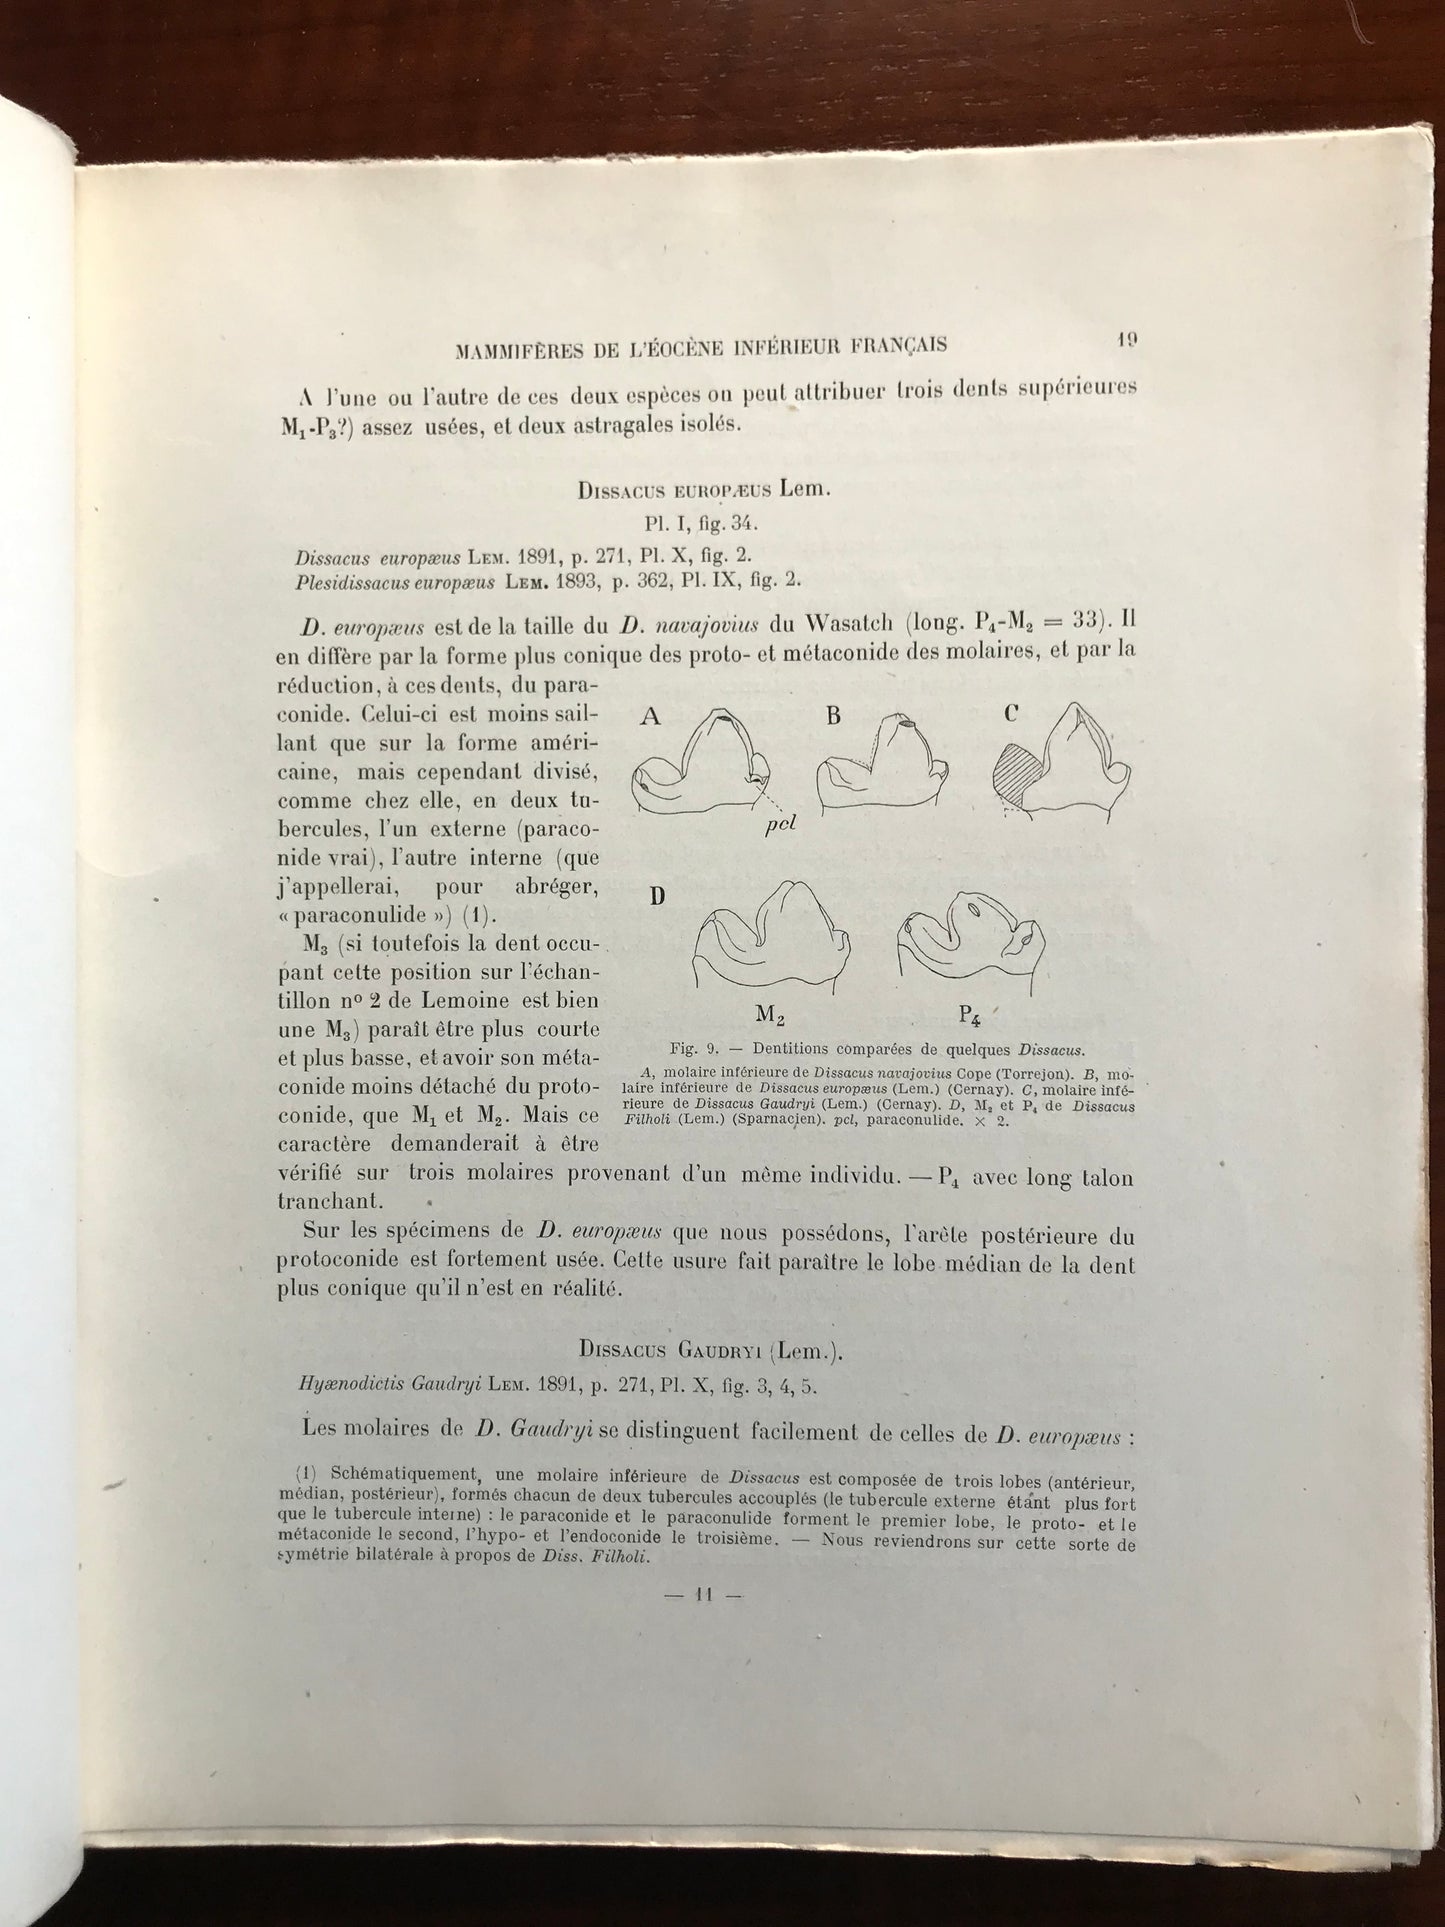 MAMMIFÈRES DE L'ÉOCÈNE INFÉRIEUR FRANÇAIS 19
A l'une ou l'autre de ces deux espèces on peut attribuer trois dents supérieures
M₁-P₃?) assez usées, et deux astragales isolés.
DISSACUS EUROPÆUS Lem.
Pl. I, fig. 34.
Dissacus europæus LEM. 1891, p. 271, Pl. X, fig. 2.
Plesidissacus europæus LEM. 1893, p. 362, Pl. IX, fig. 2.
D. europæus est de la taille du D. navajovius du Wasatch (long. P₄-M₂ = 33). Il
en diffère par la forme plus conique des proto- et métaconide des molaires, et par la
réduction, à ces dents, du para-
conide. Celui-ci est moins sail-
lant que sur la forme améri-
caine, mais cependant divisé,
comme chez elle, en deux tu-
bercules, l'un externe (paraco-
nide vrai), l'autre interne (que
j'appellerai, pour abréger,
« paraconulide ») (1).
M₃ (si toutefois la dent occu-
pant cette position sur l'échan-
tillon nº 2 de Lemoine est bien
une M₃) paraît être plus courte
et plus basse, et avoir son méta-
conide moins détaché du proto-
conide, que M₁ et M₂. Mais ce
caractère demanderait à être
vérifié sur trois molaires provenant d'un même individu. — P₄ avec long talon
tranchant.
A B C
pcl
D
M₂ P₄
Fig. 9. — Dentitions comparées de quelques Dissacus.
A, molaire inférieure de Dissacus navajovius Cope (Torrejon). B, mo-
laire inférieure de Dissacus europæus (Lem.) (Cernay). C, molaire infé-
rieure de Dissacus Gaudryi (Lem.) (Cernay). D, M₂ et P₄ de Dissacus
Filholi (Lem.) (Sparnacien). pcl, paraconulide. × 2.
Sur les spécimens de D. europæus que nous possédons, l'arète postérieure du
protoconide est fortement usée. Cette usure fait paraître le lobe médian de la dent
plus conique qu'il n'est en réalité.
DISSACUS GAUDRYI (Lem.).
Hyænodictis Gaudryi LEM. 1891, p. 271, Pl. X, fig. 3, 4, 5.
Les molaires de D. Gaudryi se distinguent facilement de celles de D. europæus :
(1) Schématiquement, une molaire inférieure de Dissacus est composée de trois lobes (antérieur,
médian, postérieur), formés chacun de deux tubercules accouplés (le tubercule externe étant plus fort
que le tubercule interne) : le paraconide et le paraconulide forment le premier lobe, le proto- et le
métaconide le second, l'hypo- et l'endoconide le troisième. — Nous reviendrons sur cette sorte de
symétrie bilatérale à propos de Diss. Filholi.
— 11 —